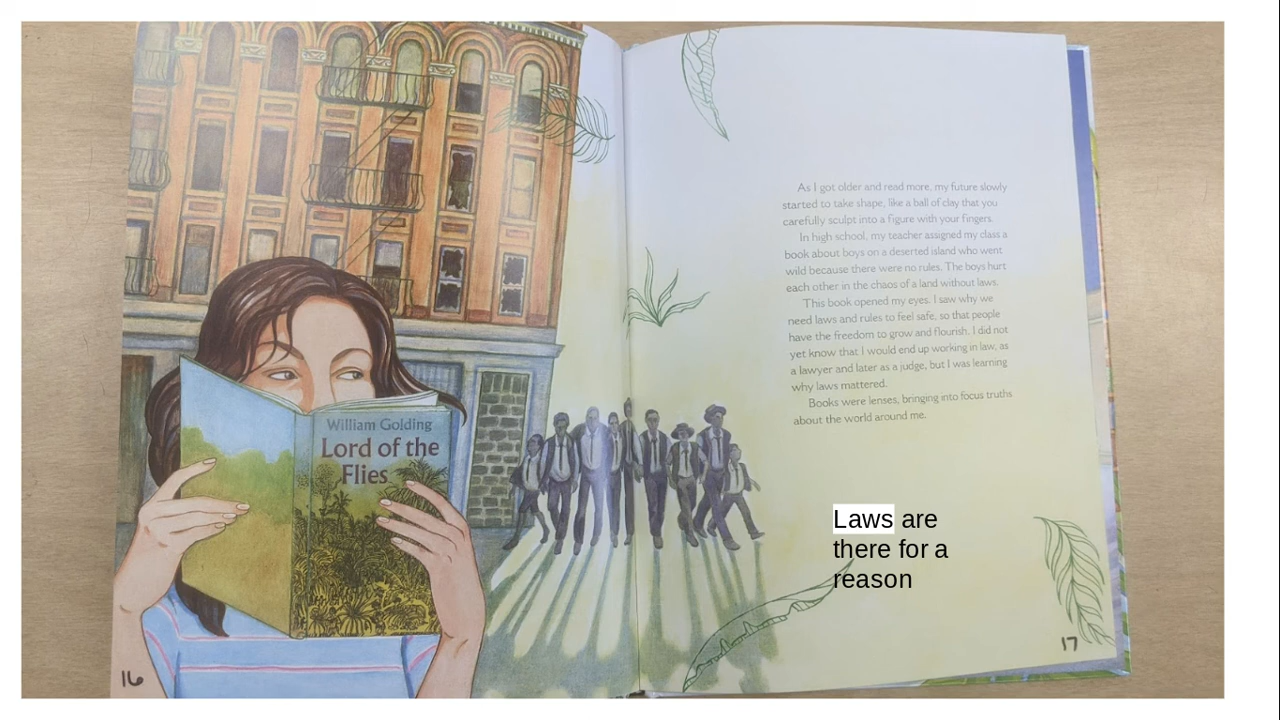 William Golding
Lord of the
Flies
16
As I got older and read more, my future slowly
started to take shape, like a ball of clay that you
carefully sculpt into a figure with your fingers.
In high school, my teacher assigned my class a
book about boys on a deserted island who went
wild because there were no rules. The boys hurt
each other in the chaos of a land without laws.
This book opened my eyes. I saw why we
need laws and rules to feel safe, so that people
have the freedom to grow and flourish. I did not
yet know that I would end up working in law, as
a lawyer and later as a judge, but I was learning
why laws mattered.
Books were lenses, bringing into focus truths
about the world around me.
Laws are
there for a
reason
17